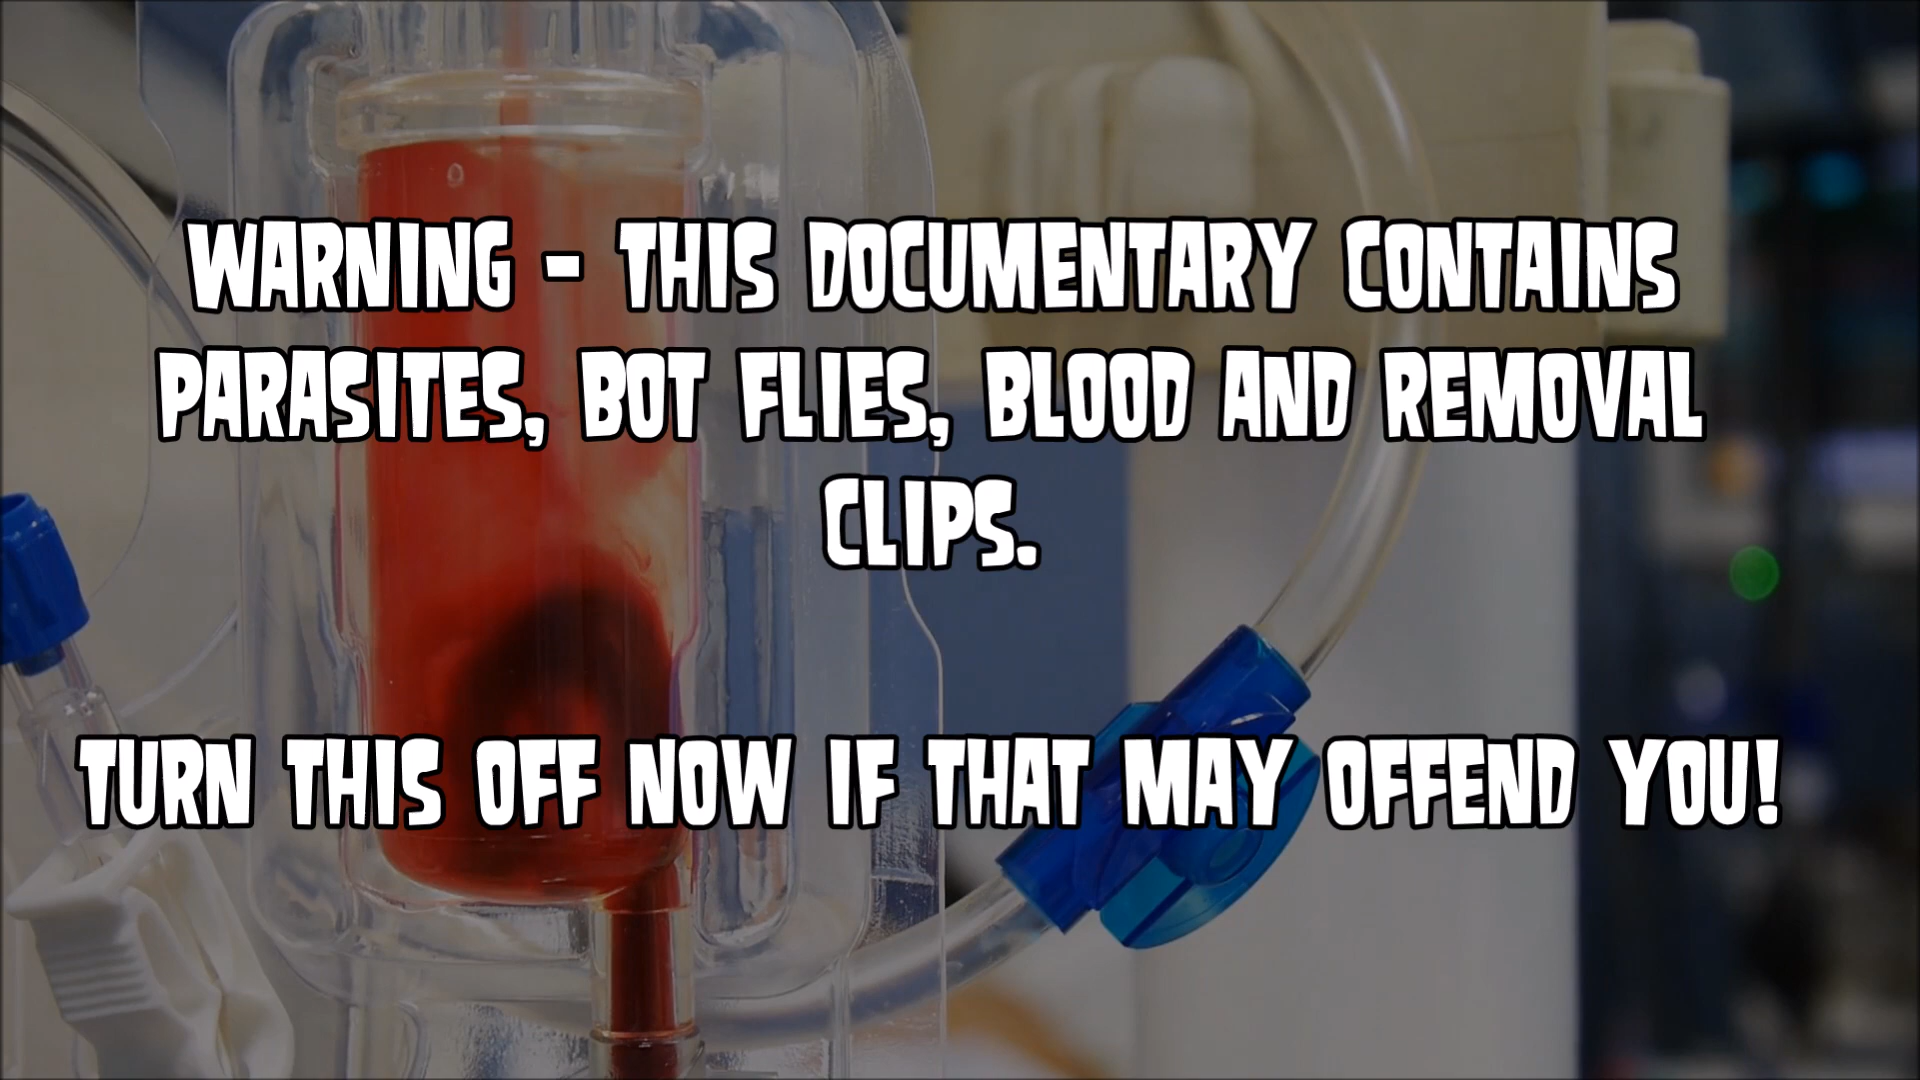 WARNING - THIS DOCUMENTARY CONTAINS
PARASITES, BOT FLIES, BLOOD AND REMOVAL
CLIPS.
TURN THIS OFF NOW IF THAT MAY OFFEND YOU!